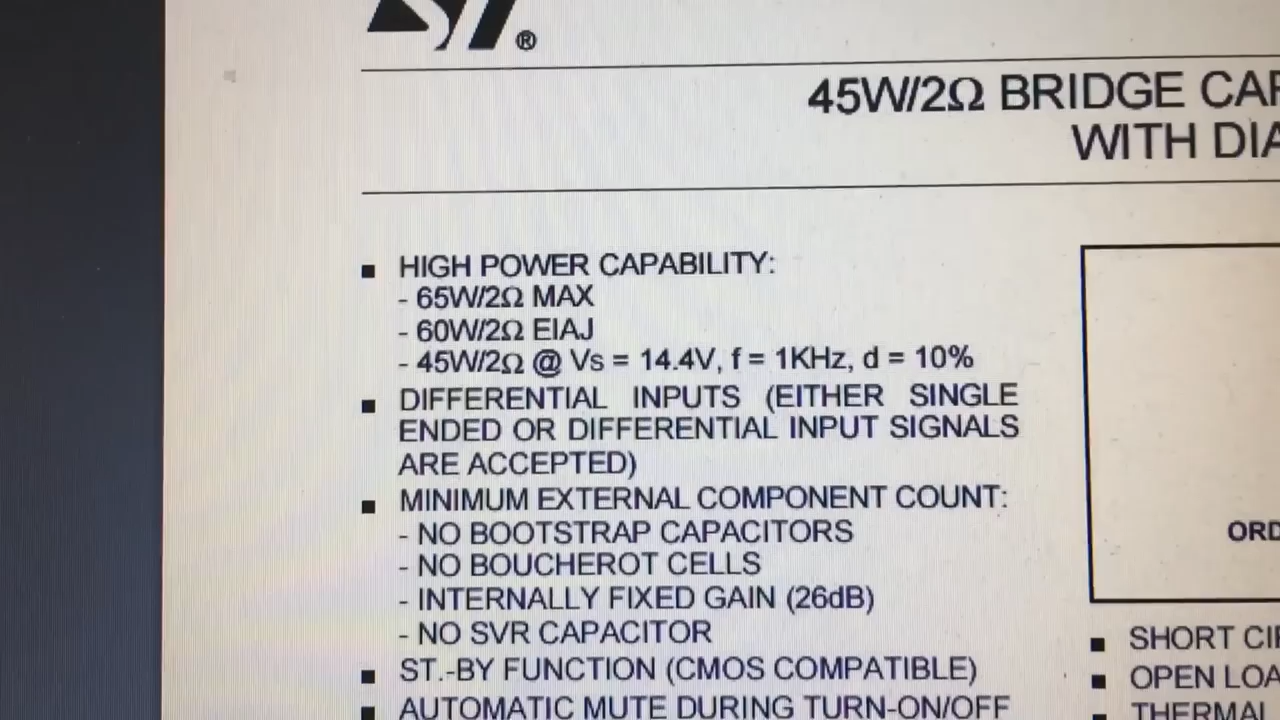 ST®
45W/2Ω BRIDGE CAR
WITH DIA
■ HIGH POWER CAPABILITY:
- 65W/2Ω MAX
- 60W/2Ω EIAJ
- 45W/2Ω @ Vs = 14.4V, f = 1KHz, d = 10%
■ DIFFERENTIAL INPUTS (EITHER SINGLE
ENDED OR DIFFERENTIAL INPUT SIGNALS
ARE ACCEPTED)
■ MINIMUM EXTERNAL COMPONENT COUNT:
- NO BOOTSTRAP CAPACITORS
- NO BOUCHEROT CELLS
- INTERNALLY FIXED GAIN (26dB)
- NO SVR CAPACITOR
■ ST.-BY FUNCTION (CMOS COMPATIBLE)
■ AUTOMATIC MUTE DURING TURN-ON/OFF
ORD
■ SHORT CIR
■ OPEN LOA
■ THERMAL